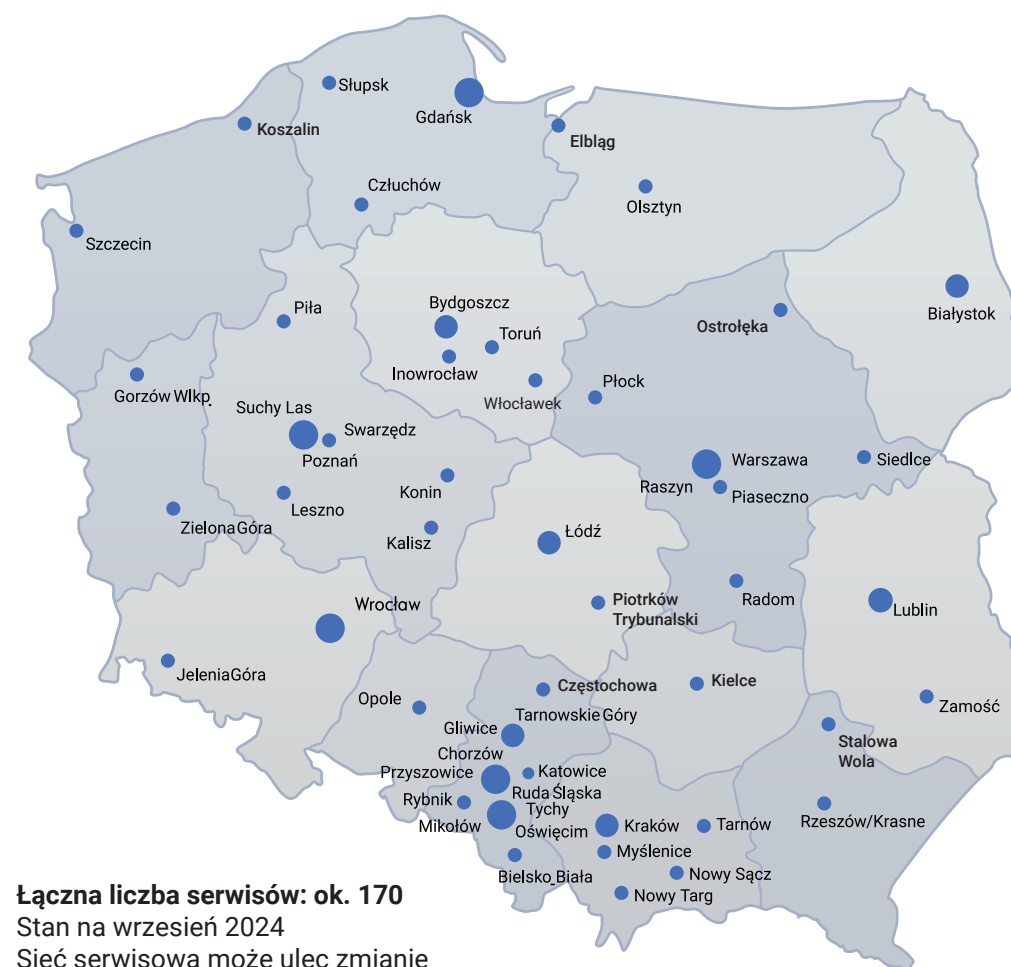 Słupsk
Gdańsk
Koszalin
Elbląg
Człuchów
Olsztyn
Szczecin
Piła
Bydgoszcz
Toruń
Inowrocław
Włocławek
Ostrołęka
Białystok
Płock
Gorzów Wlkp.
Suchy Las
Swarzędz
Poznań
Leszno
Konin
Kalisz
Zielona Góra
Warszawa
Raszyn
Piaseczno
Siedlce
Łódź
Piotrków
Trybunalski
Radom
Lublin
Wrocław
Jelenia Góra
Opole
Częstochowa
Kielce
Zamość
Tarnowskie Góry
Gliwice
Chorzów
Stalowa
Wola
Przyszowice
Katowice
Ruda Śląska
Rybnik
Tychy
Mikołów
Oświęcim
Kraków
Tarnów
Rzeszów/Krasne
Myślenice
Bielsko_Biała
Nowy Sącz
Nowy Targ
Łączna liczba serwisów: ok. 170
Stan na wrzesień 2024
Sieć serwisowa może ulec zmianie